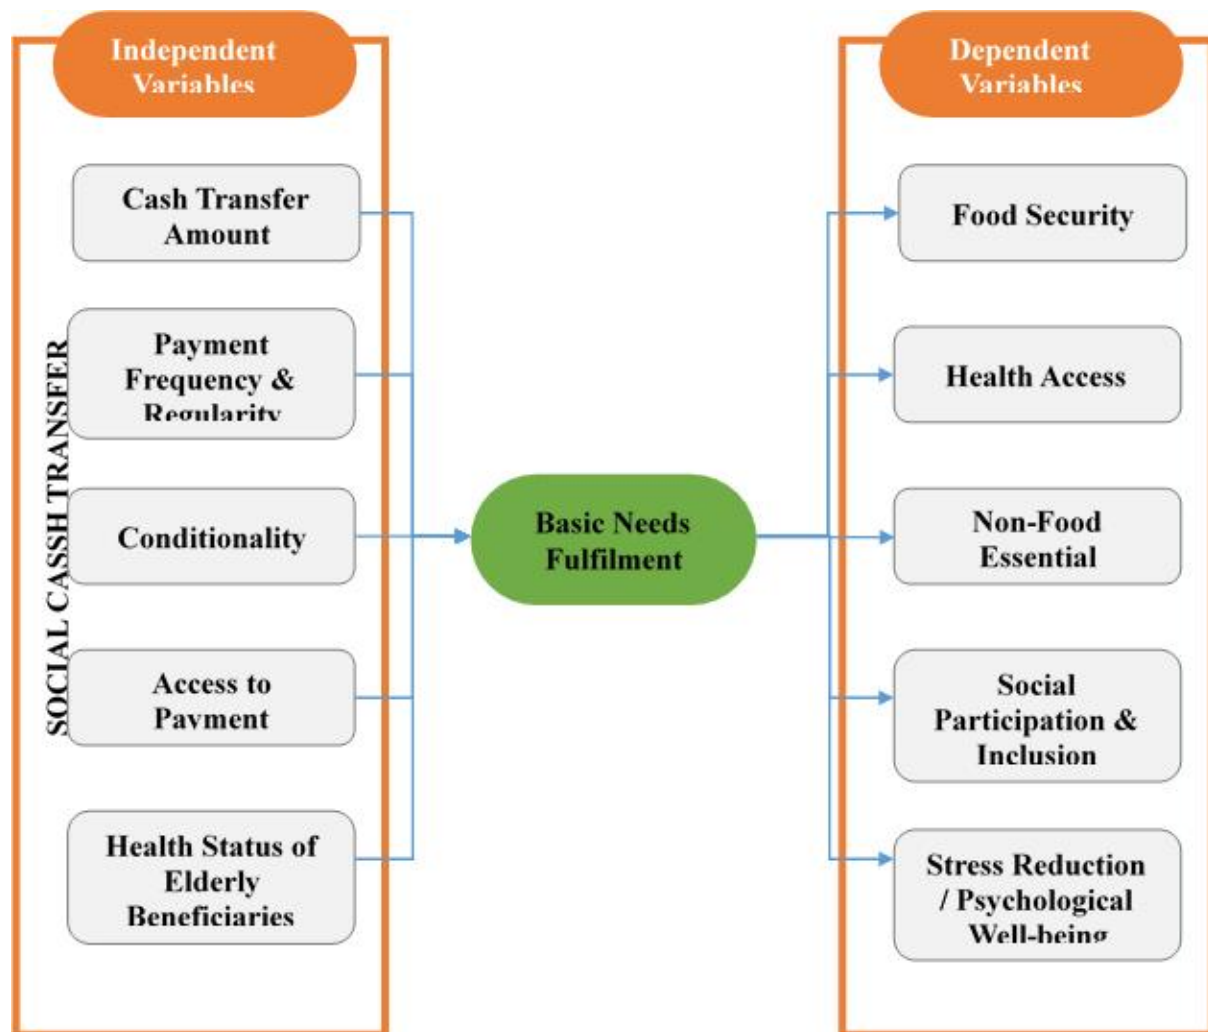 Independent
Variables
Dependent
Variables
SOCIAL CASSH TRANSFER
Cash Transfer
Amount
Payment
Frequency &
Regularity
Conditionality
Access to
Payment
Health Status of
Elderly
Beneficiaries
Basic Needs
Fulfilment
Food Security
Health Access
Non-Food
Essential
Social
Participation &
Inclusion
Stress Reduction
/ Psychological
Well-being